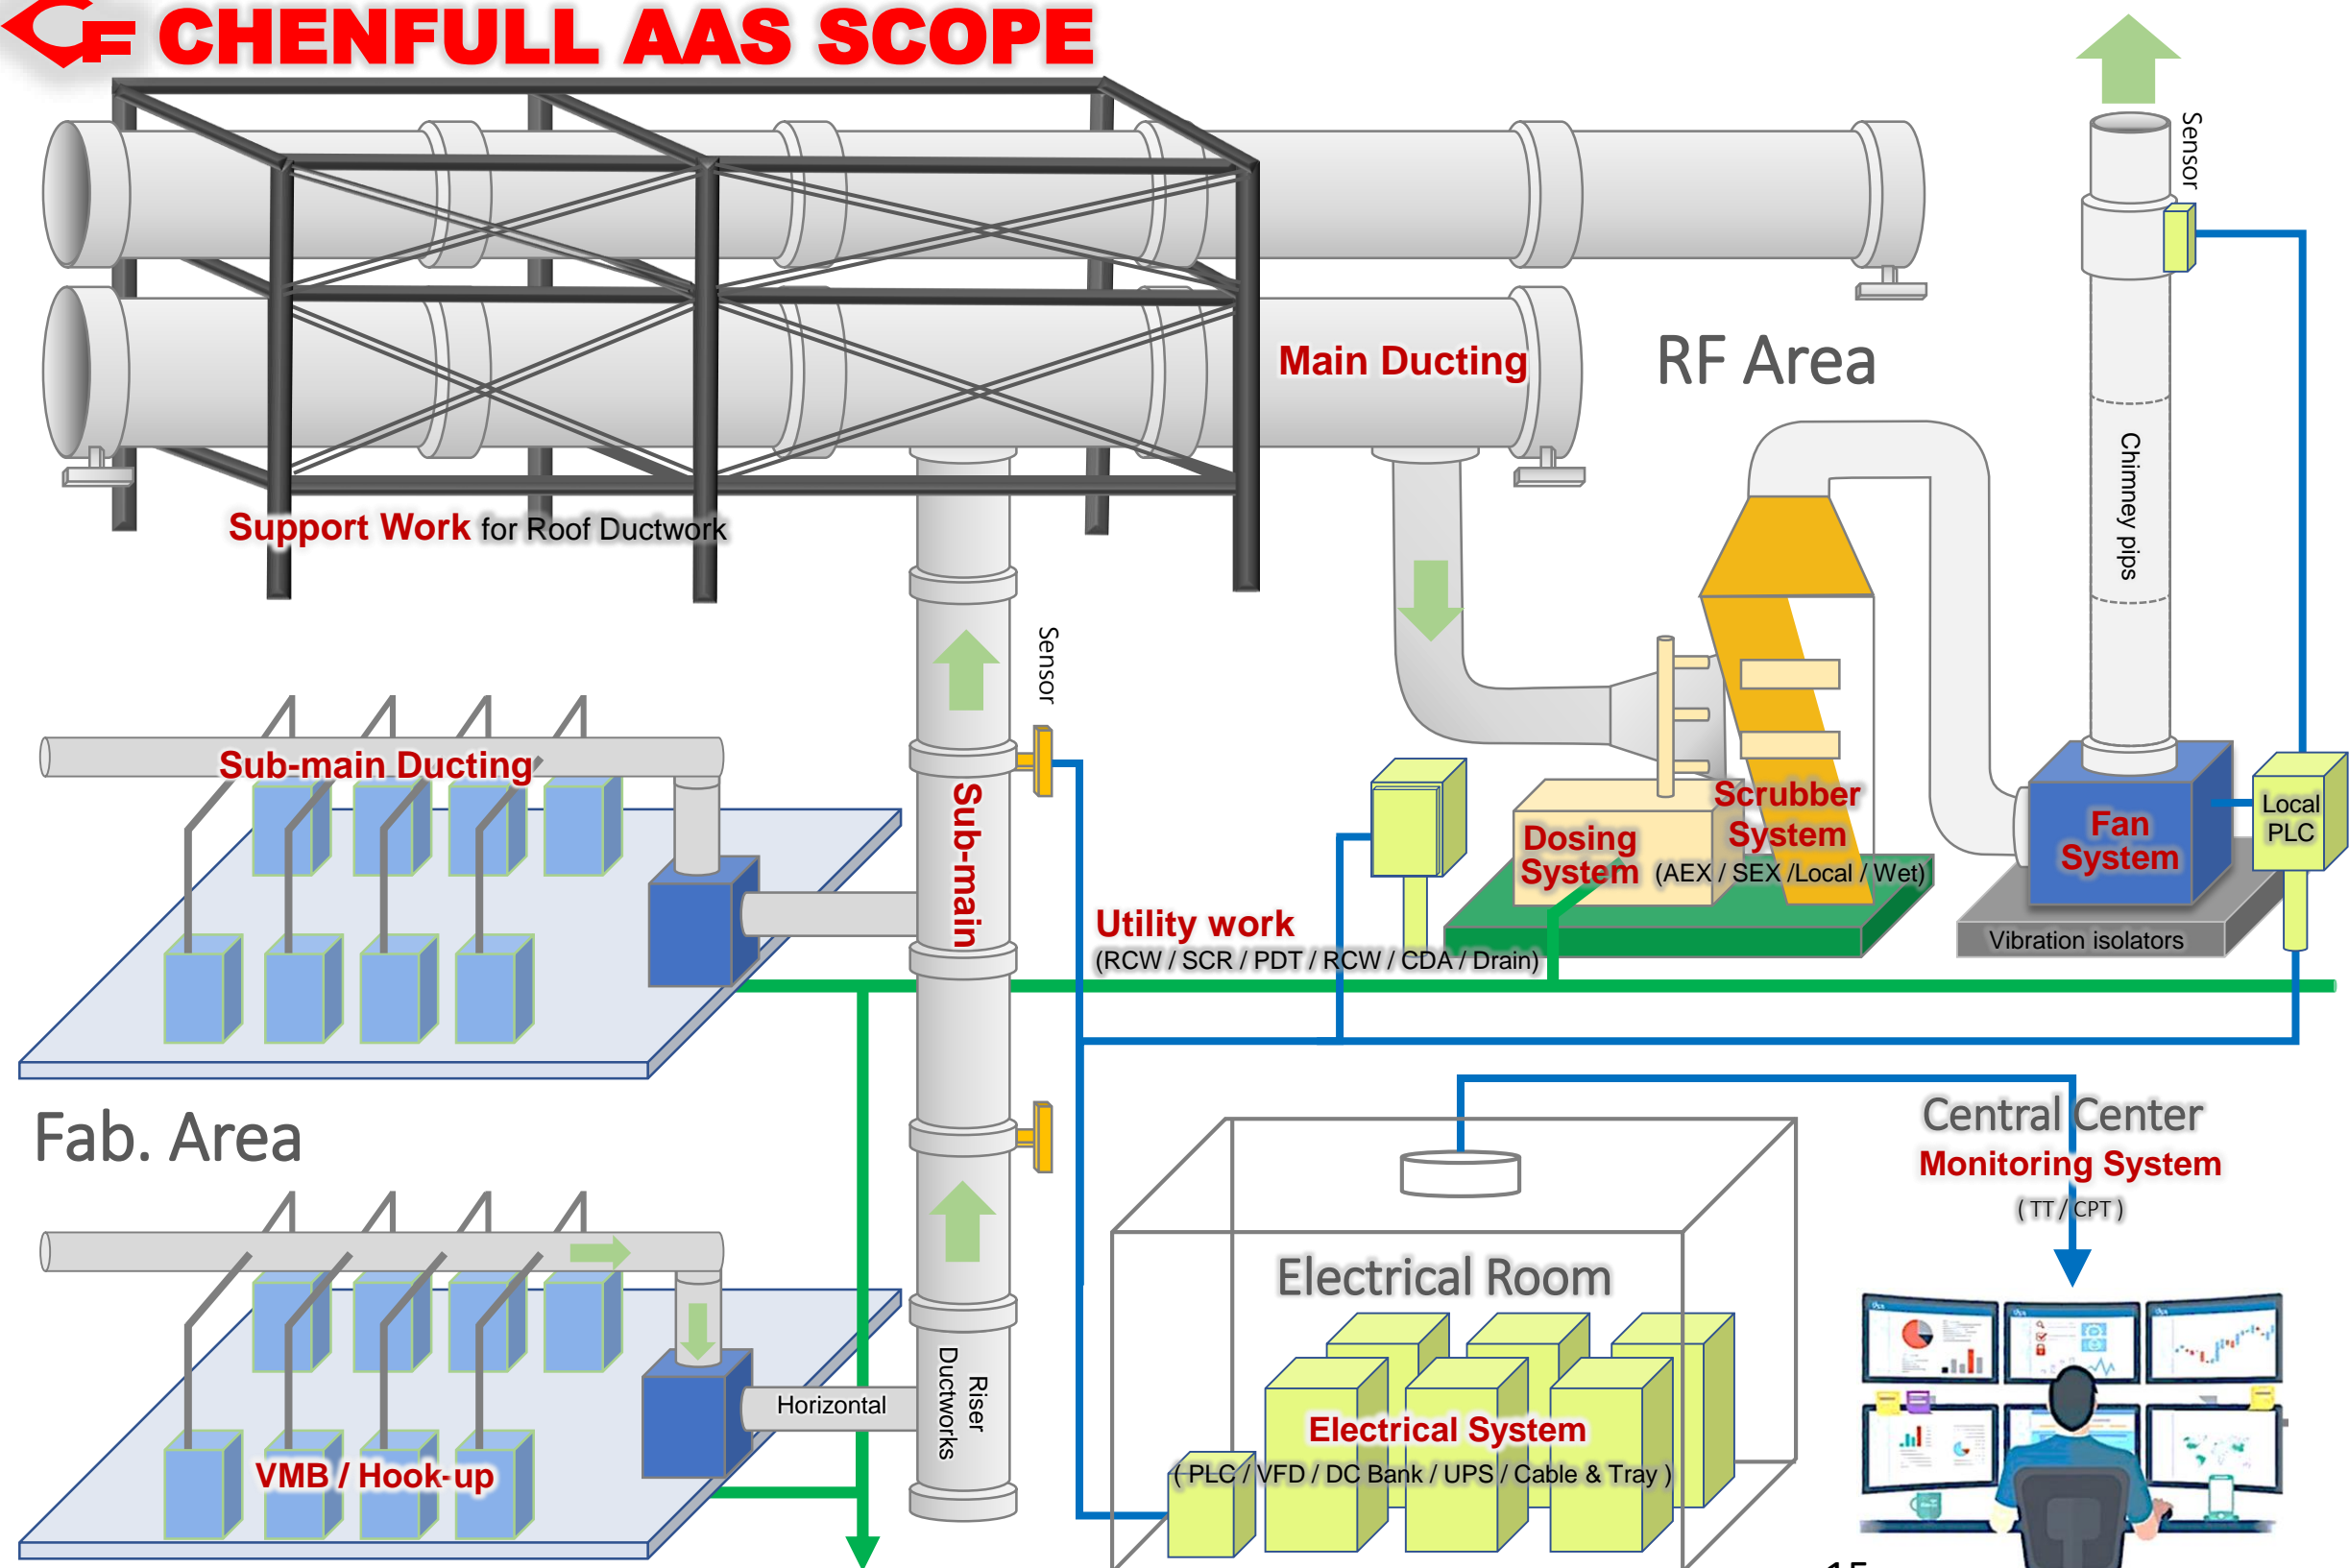 CF CHENFULL AAS SCOPE
Sensor
Main Ducting
RF Area
Chimney pips
Support Work for Roof Ductwork
Sensor
Sub-main Ducting
Sub-main
Scrubber
System
(AEX / SEX /Local / Wet)
Dosing
System
Fan
System
Local
PLC
Vibration isolators
Utility work
(RCW / SCR / PDT / RCW / CDA / Drain)
Fab. Area
Central Center
Monitoring System
( TT / CPT )
Electrical Room
Horizontal
Riser
Ductworks
VMB / Hook-up
Electrical System
( PLC / VFD / DC Bank / UPS / Cable & Tray )